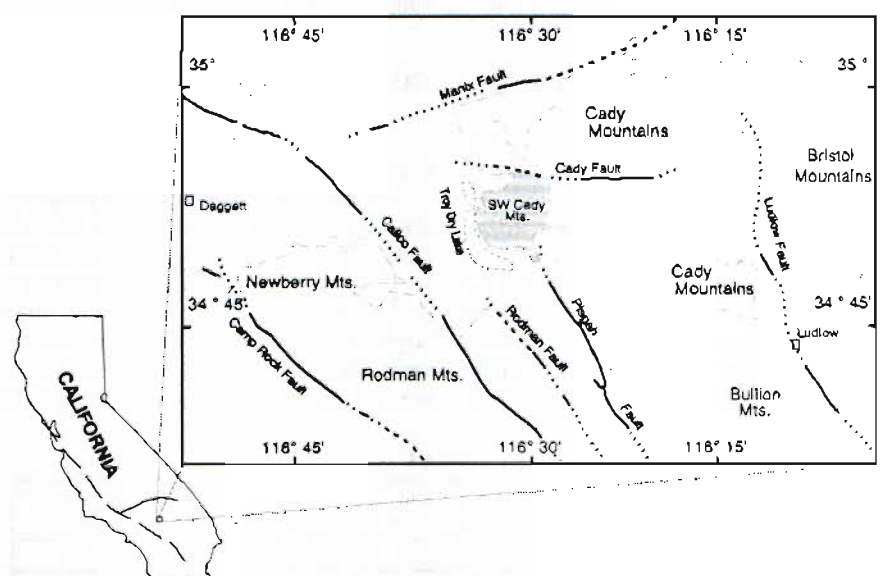 116° 45'
116° 30'
116° 15'
35°
35°
Manix Fault
Cady
Mountains
Bristol
Mountains
Cady Fault
Daggett
Troy Dry Lake
SW Cady
Mts.
Ludlow Fault
Calico Fault
Newberry Mts.
Cady
Mountains
34° 45'
34° 45'
Pisgah
Fault
Rodman Fault
Ludlow
Camp Rock Fault
Rodman Mts.
Bullion
Mts.
116° 45'
116° 30'
116° 15'
CALIFORNIA